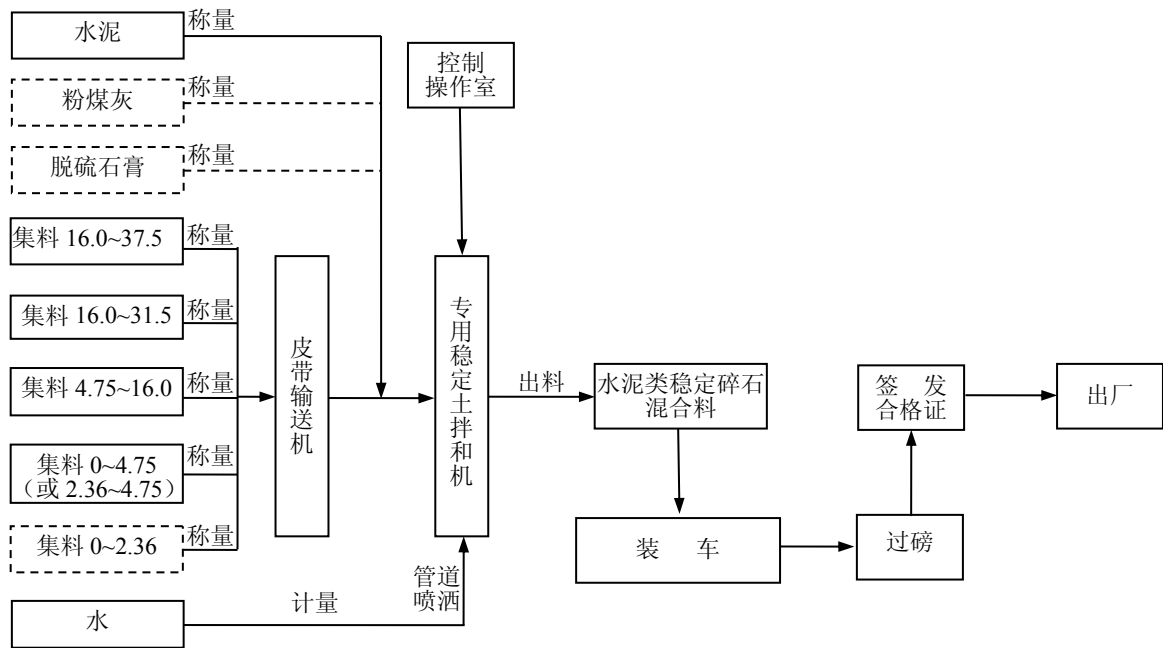 水泥
称量
粉煤灰
称量
脱硫石膏
称量
集料 16.0~37.5
称量
集料 16.0~31.5
称量
集料 4.75~16.0
称量
集料 0~4.75
（或 2.36~4.75）
称量
集料 0~2.36
称量
水
计量
管道
喷洒
皮带输送机
控制
操作室
专用稳定土拌和机
出料
水泥类稳定碎石
混合料
装 车
过磅
签 发
合格证
出厂